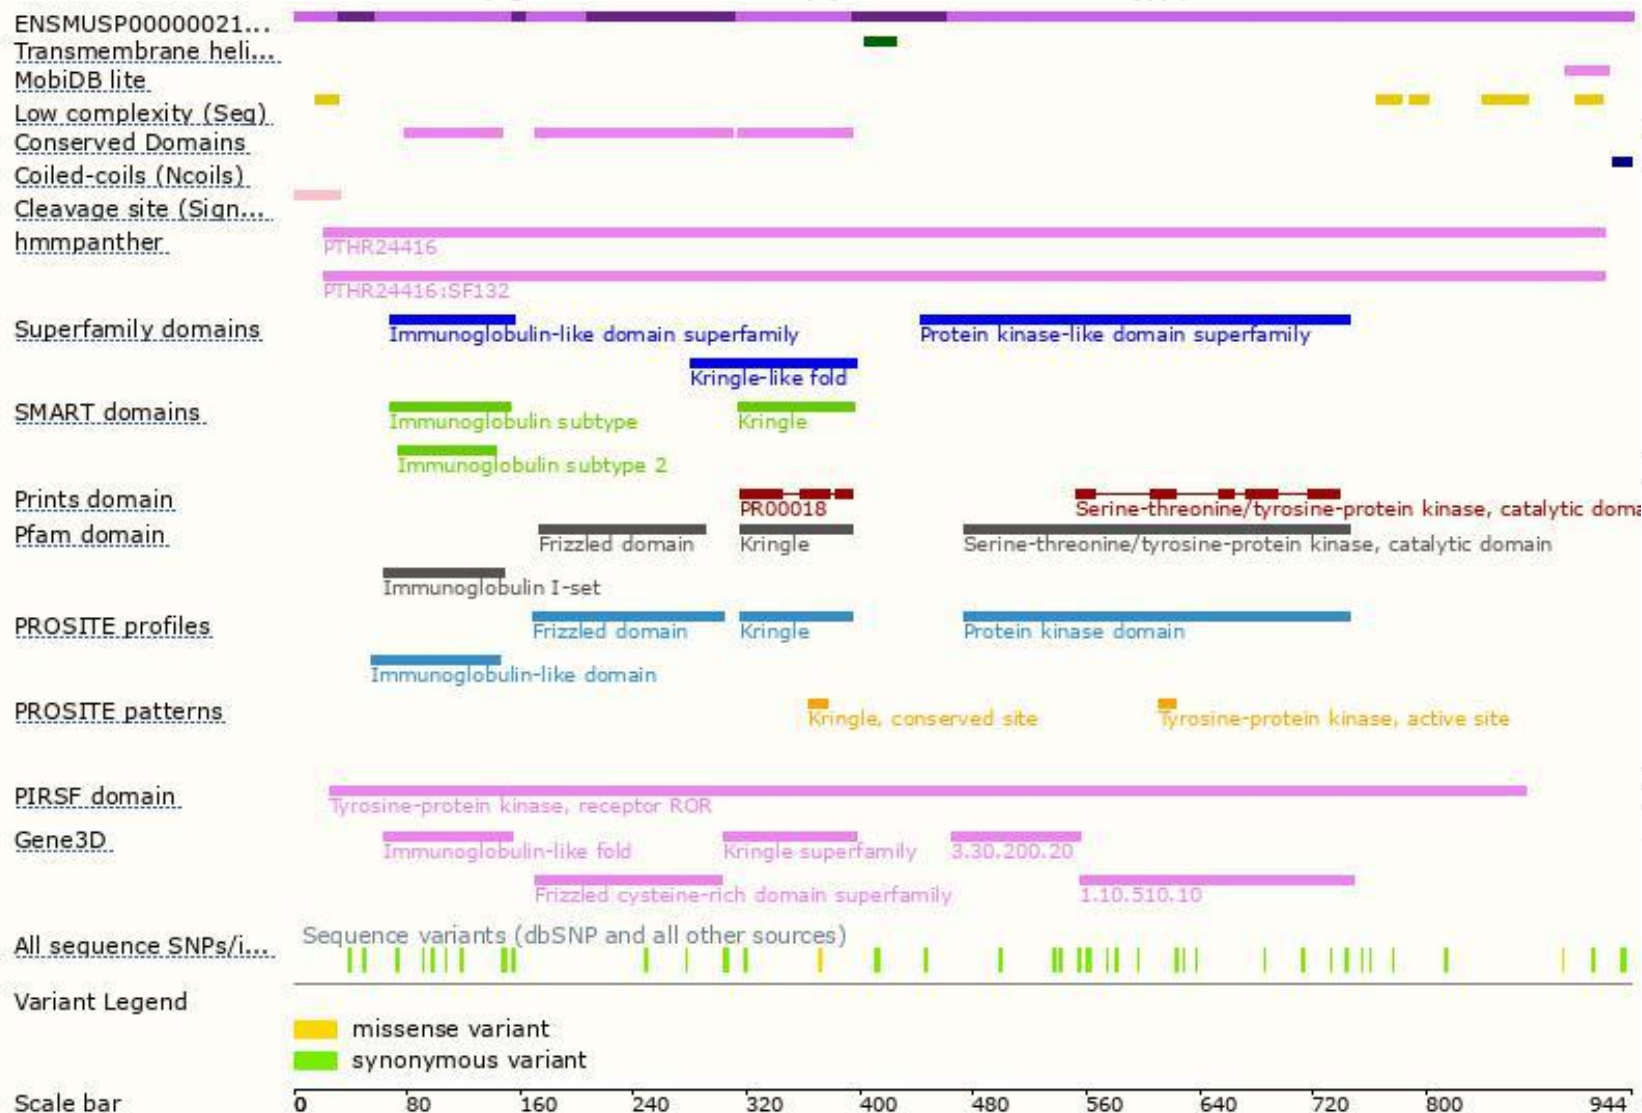 ENSMUSP00000021...
Transmembrane heli...
MobiDB lite
Low complexity (Seg)
Conserved Domains
Coiled-coils (Ncoils)
Cleavage site (Sign...
hmmpanther
PTHR24416
PTHR24416:SF132
Superfamily domains
Immunoglobulin-like domain superfamily
Protein kinase-like domain superfamily
Kringle-like fold
SMART domains
Immunoglobulin subtype
Kringle
Immunoglobulin subtype 2
Prints domain
PR00018
Serine-threonine/tyrosine-protein kinase, catalytic doma
Pfam domain
Frizzled domain
Kringle
Serine-threonine/tyrosine-protein kinase, catalytic domain
Immunoglobulin I-set
PROSITE profiles
Frizzled domain
Kringle
Protein kinase domain
Immunoglobulin-like domain
PROSITE patterns
Kringle, conserved site
Tyrosine-protein kinase, active site
PIRSF domain
Tyrosine-protein kinase, receptor ROR
Gene3D
Immunoglobulin-like fold
Kringle superfamily
3.30.200.20
Frizzled cysteine-rich domain superfamily
1.10.510.10
All sequence SNPs/i...
Sequence variants (dbSNP and all other sources)
Variant Legend
missense variant
synonymous variant
Scale bar
0 80 160 240 320 400 480 560 640 720 800 944